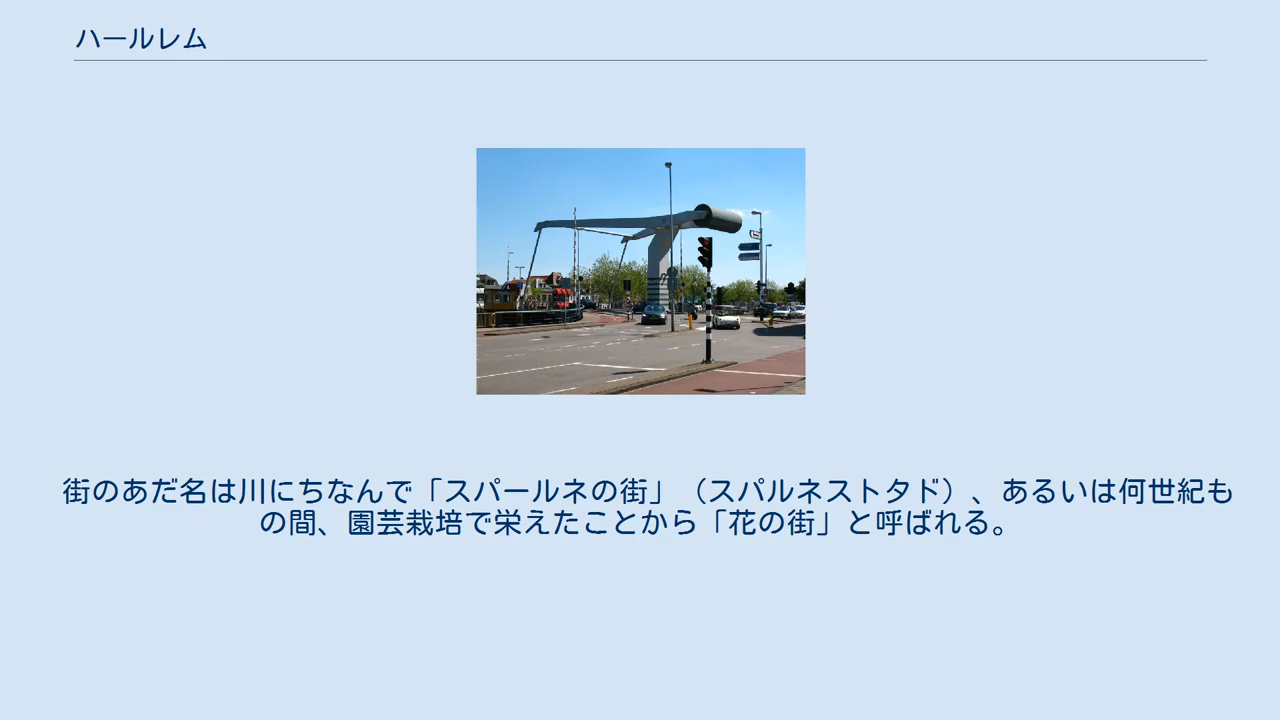 ハールレム
街のあだ名は川にちなんで「スパールネの街」（スパルネストタド）、あるいは何世紀も
の間、園芸栽培で栄えたことから「花の街」と呼ばれる。